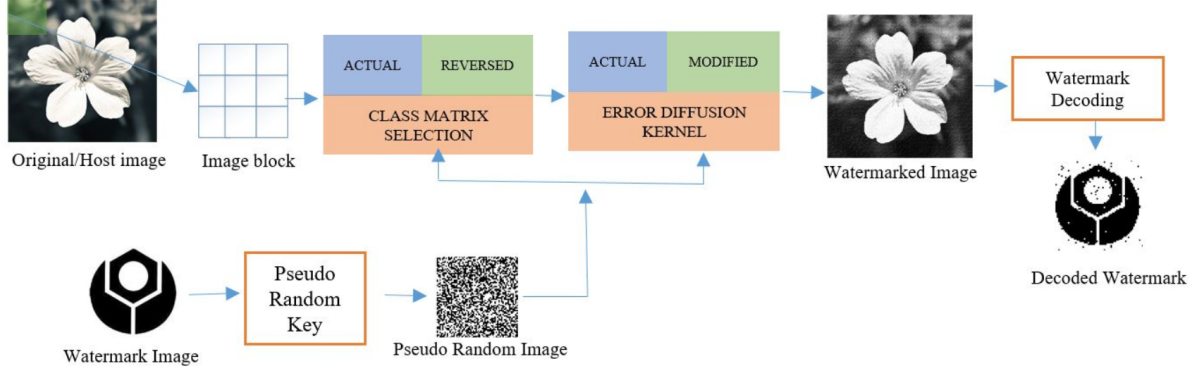 ACTUAL
REVERSED
CLASS MATRIX
SELECTION
ACTUAL
MODIFIED
ERROR DIFFUSION
KERNEL
Watermark
Decoding
Original/Host image
Image block
Watermarked Image
Decoded Watermark
Pseudo
Random
Key
Watermark Image
Pseudo Random Image